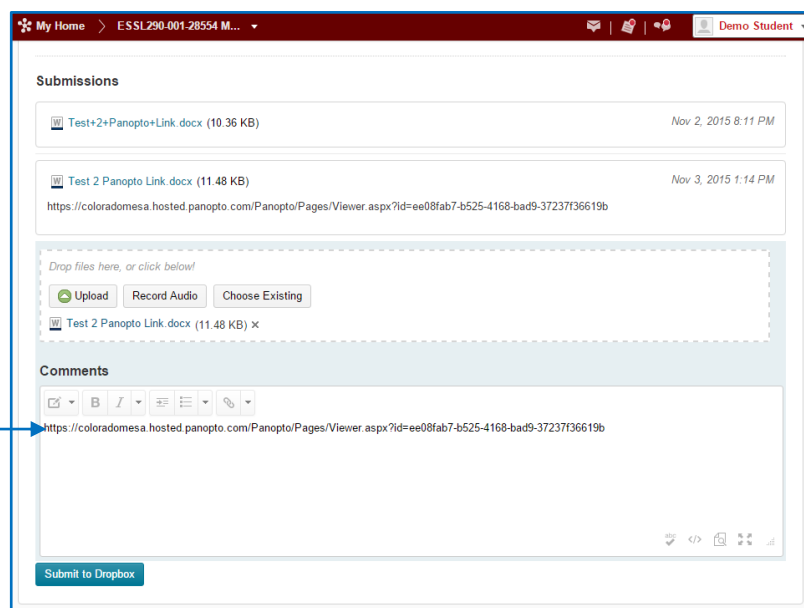 My Home > ESSL290-001-28554 M... Demo Student
Submissions
W Test+2+Panopto+Link.docx (10.36 KB) Nov 2, 2015 8:11 PM
W Test 2 Panopto Link.docx (11.48 KB) Nov 3, 2015 1:14 PM
https://coloradomesa.hosted.panopto.com/Panopto/Pages/Viewer.aspx?id=ee08fab7-b525-4168-bad9-37237f36619b
Drop files here, or click below!
Upload Record Audio Choose Existing
W Test 2 Panopto Link.docx (11.48 KB) ×
Comments
B I
https://coloradomesa.hosted.panopto.com/Panopto/Pages/Viewer.aspx?id=ee08fab7-b525-4168-bad9-37237f36619b
abc </>
Submit to Dropbox